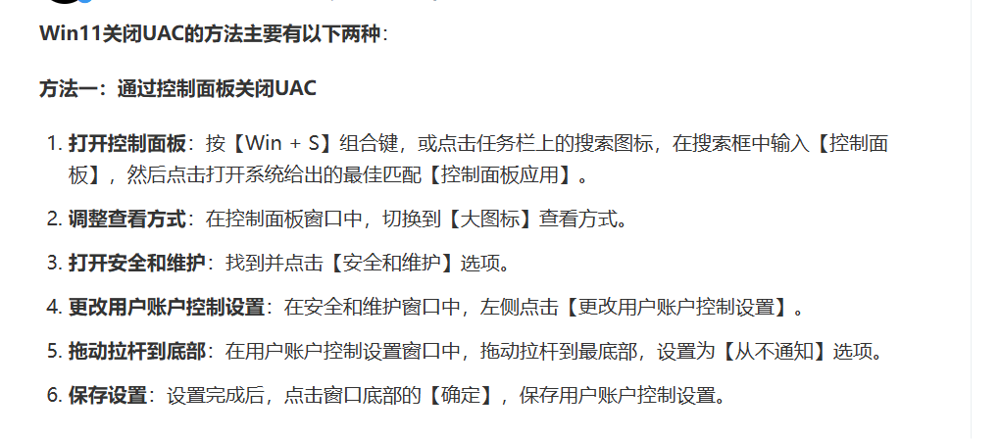 Win11关闭UAC的方法主要有以下两种：
方法一：通过控制面板关闭UAC
1. 打开控制面板：按【Win + S】组合键，或点击任务栏上的搜索图标，在搜索框中输入【控制面
板】，然后点击打开系统给出的最佳匹配【控制面板应用】。
2. 调整查看方式：在控制面板窗口中，切换到【大图标】查看方式。
3. 打开安全和维护：找到并点击【安全和维护】选项。
4. 更改用户账户控制设置：在安全和维护窗口中，左侧点击【更改用户账户控制设置】。
5. 拖动拉杆到底部：在用户账户控制设置窗口中，拖动拉杆到最底部，设置为【从不通知】选项。
6. 保存设置：设置完成后，点击窗口底部的【确定】，保存用户账户控制设置。